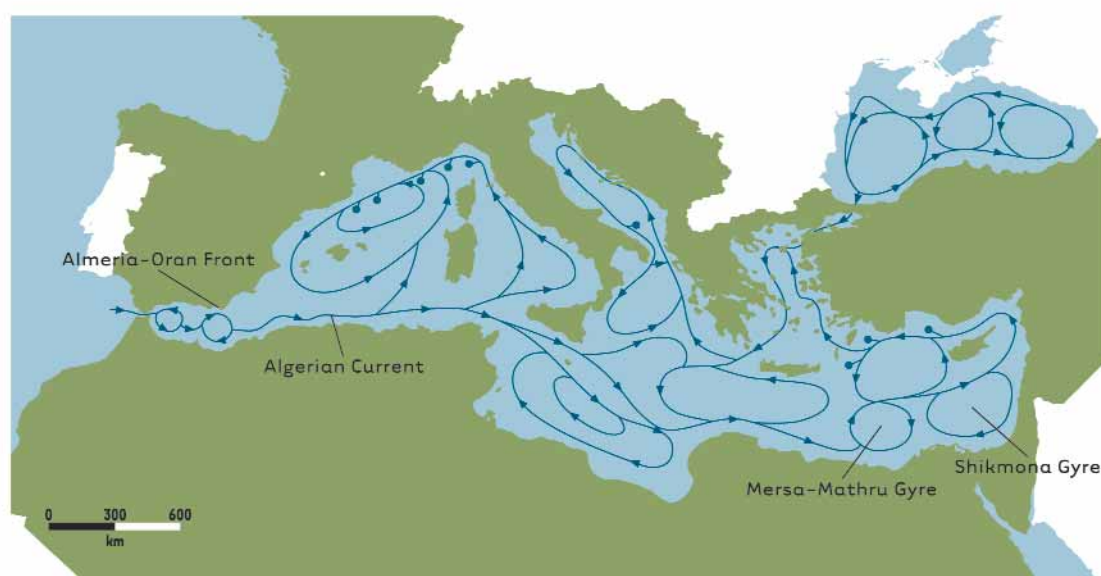 Almeria-Oran Front
Algerian Current
Shikmona Gyre
Mersa-Mathru Gyre
0 300 600
km